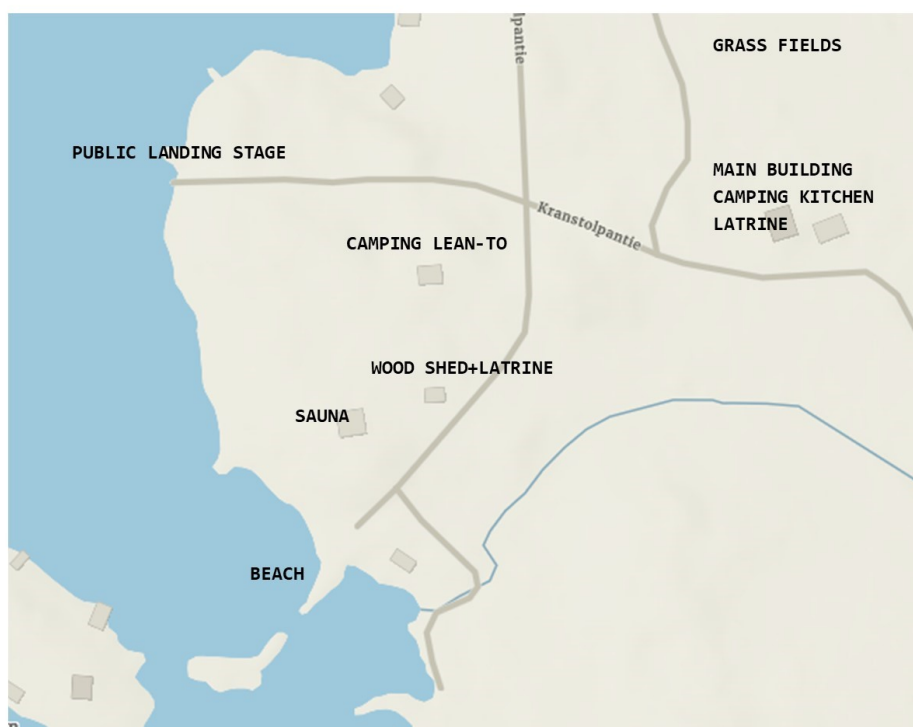 lpantie
GRASS FIELDS
PUBLIC LANDING STAGE
MAIN BUILDING
CAMPING KITCHEN
LATRINE
Kranstolpantie
CAMPING LEAN-TO
WOOD SHED+LATRINE
SAUNA
BEACH